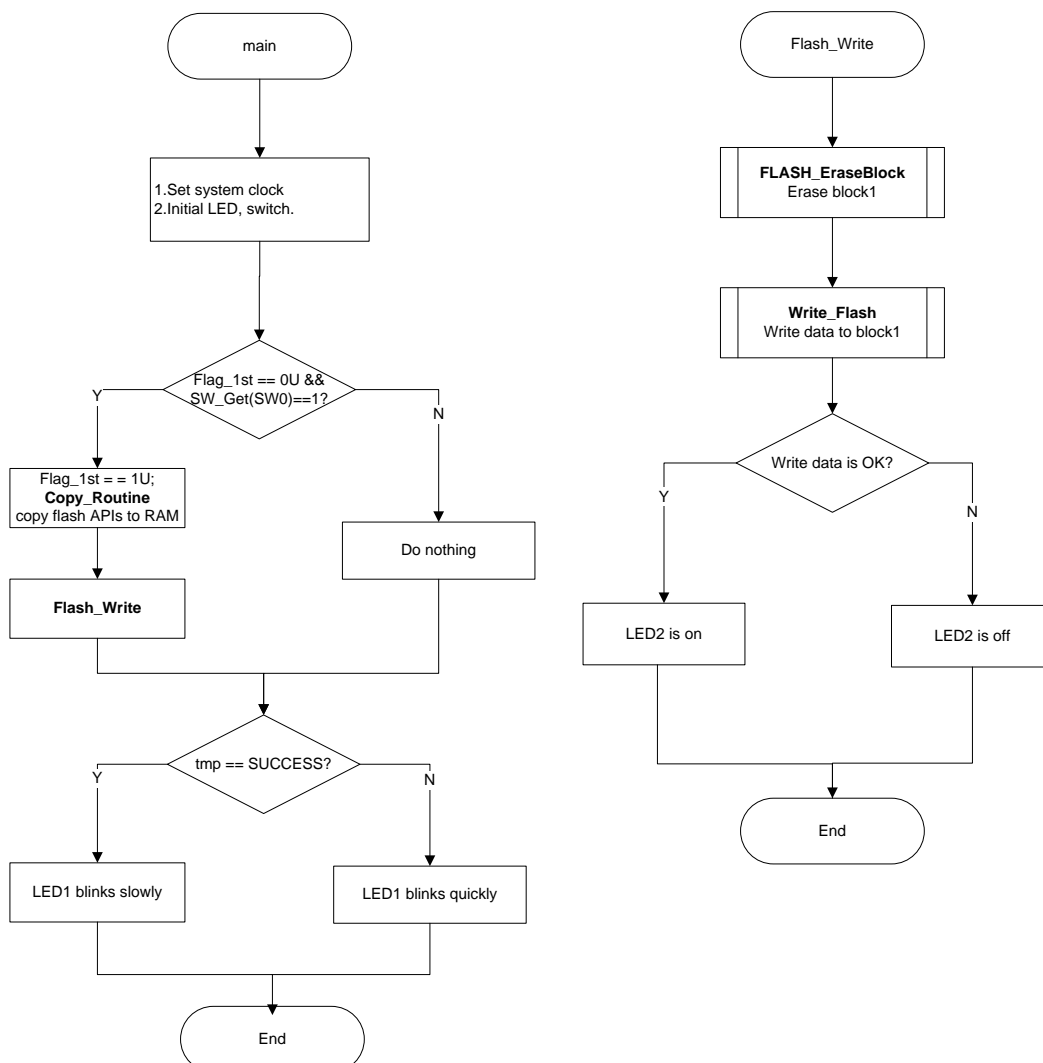 main
1.Set system clock
2.Initial LED, switch.
Flag_1st == 0U &&
SW_Get(SW0)==1?
Y
N
Flag_1st = = 1U;
Copy_Routine
copy flash APIs to RAM
Do nothing
Flash_Write
tmp == SUCCESS?
Y
N
LED1 blinks slowly
LED1 blinks quickly
End
Flash_Write
FLASH_EraseBlock
Erase block1
Write_Flash
Write data to block1
Write data is OK?
Y
N
LED2 is on
LED2 is off
End